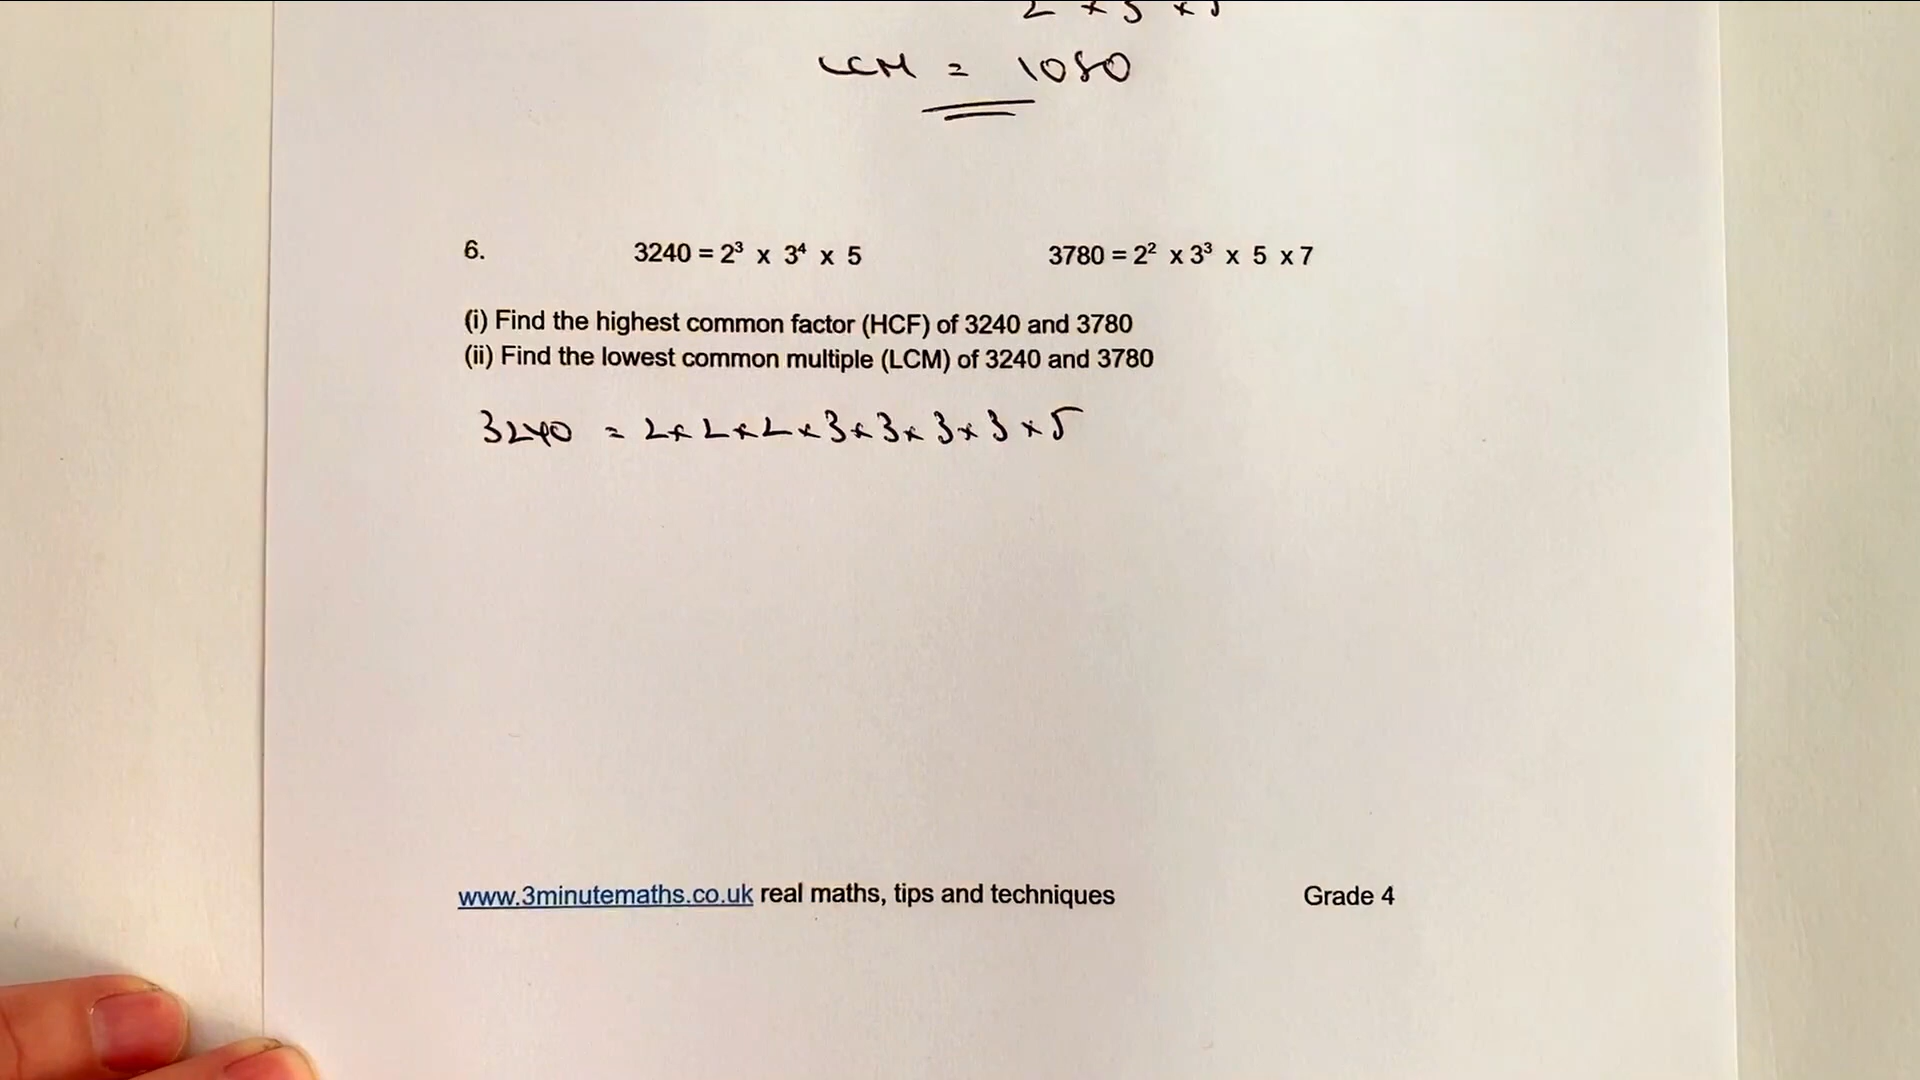 LCM = 1080
6. 3240 = 2³ x 3⁴ x 5 3780 = 2² x 3³ x 5 x 7
(i) Find the highest common factor (HCF) of 3240 and 3780
(ii) Find the lowest common multiple (LCM) of 3240 and 3780
3240 = 2 x 2 x 2 x 3 x 3 x 3 x 3 x 5
www.3minutemaths.co.uk real maths, tips and techniques Grade 4